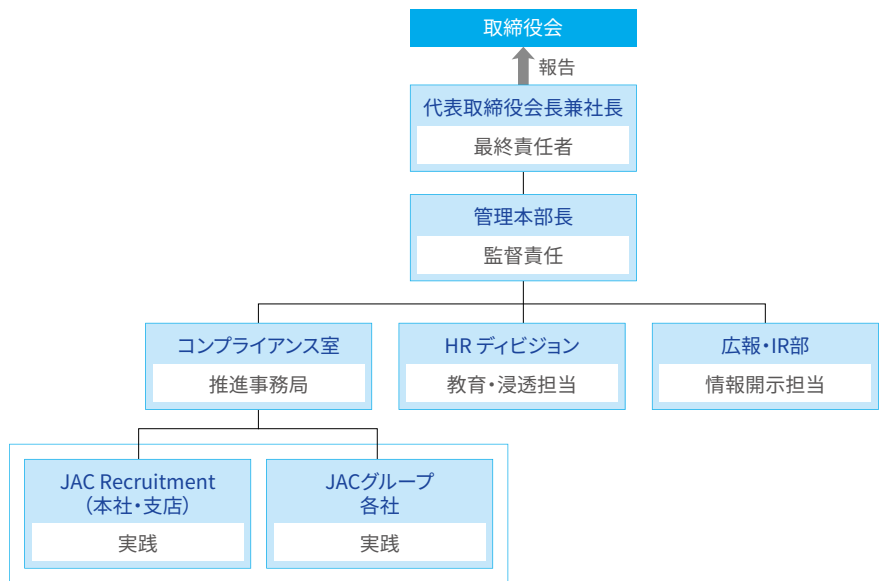 取締役会
報告
代表取締役会長兼社長
最終責任者
管理本部長
監督責任
コンプライアンス室
推進事務局
HR ディビジョン
教育・浸透担当
広報・IR部
情報開示担当
JAC Recruitment
（本社・支店）
実践
JACグループ
各社
実践